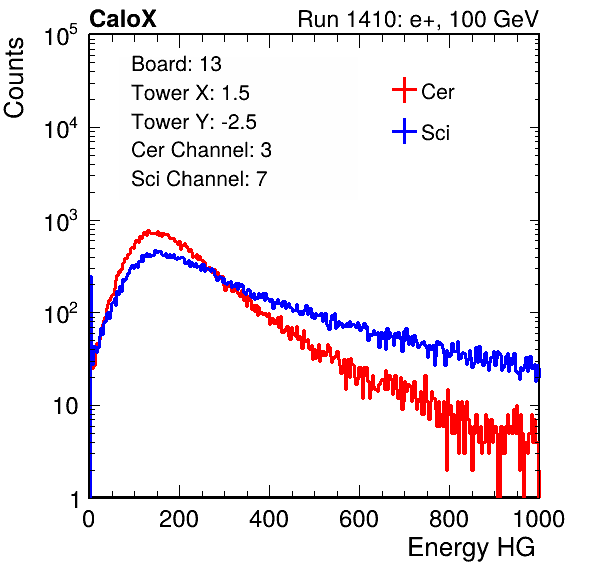 CaloX Run 1410: e+, 100 GeV
Counts
Board: 13
Tower X: 1.5
Tower Y: -2.5
Cer Channel: 3
Sci Channel: 7
Cer
Sci
10^5
10^4
10^3
10^2
10
1
0 200 400 600 800 1000
Energy HG